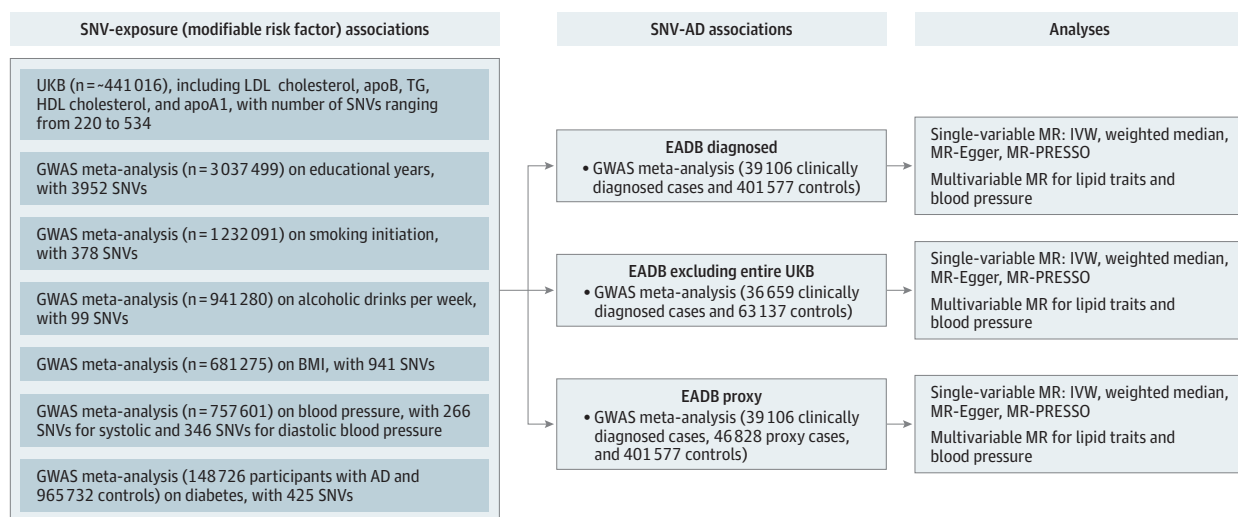 SNV-exposure (modifiable risk factor) associations
UKB (n=~441 016), including LDL cholesterol, apoB, TG,
HDL cholesterol, and apoA1, with number of SNVs ranging
from 220 to 534
GWAS meta-analysis (n=3 037 499) on educational years,
with 3952 SNVs
GWAS meta-analysis (n=1 232 091) on smoking initiation,
with 378 SNVs
GWAS meta-analysis (n=941 280) on alcoholic drinks per week,
with 99 SNVs
GWAS meta-analysis (n=681 275) on BMI, with 941 SNVs
GWAS meta-analysis (n=757 601) on blood pressure, with 266
SNVs for systolic and 346 SNVs for diastolic blood pressure
GWAS meta-analysis (148 726 participants with AD and
965 732 controls) on diabetes, with 425 SNVs
SNV-AD associations
EADB diagnosed
• GWAS meta-analysis (39 106 clinically
diagnosed cases and 401 577 controls)
EADB excluding entire UKB
• GWAS meta-analysis (36 659 clinically
diagnosed cases and 63 137 controls)
EADB proxy
• GWAS meta-analysis (39 106 clinically
diagnosed cases, 46 828 proxy cases,
and 401 577 controls)
Analyses
Single-variable MR: IVW, weighted median,
MR-Egger, MR-PRESSO
Multivariable MR for lipid traits and
blood pressure
Single-variable MR: IVW, weighted median,
MR-Egger, MR-PRESSO
Multivariable MR for lipid traits and
blood pressure
Single-variable MR: IVW, weighted median,
MR-Egger, MR-PRESSO
Multivariable MR for lipid traits and
blood pressure